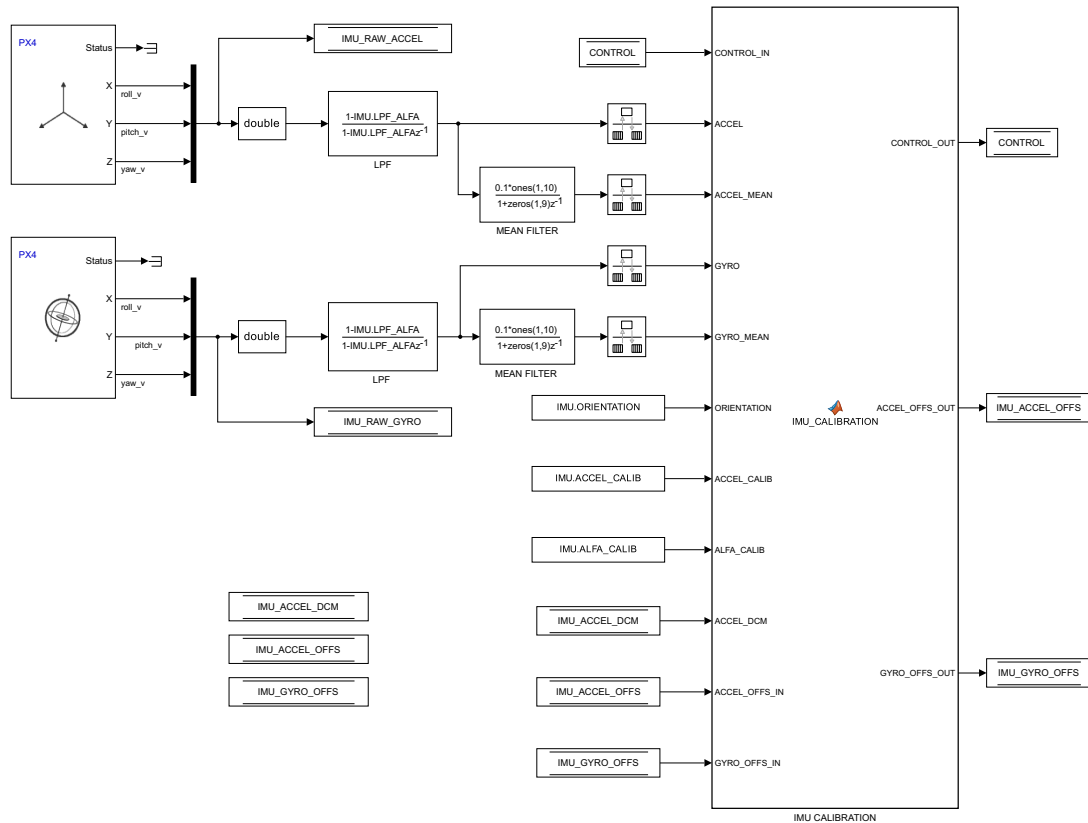 PX4
Status
X
roll_v
Y
pitch_v
Z
yaw_v
IMU_RAW_ACCEL
double
1-IMU.LPF_ALFA
1-IMU.LPF_ALFAz-1
LPF
0.1*ones(1,10)
1+zeros(1,9)z-1
MEAN FILTER
PX4
Status
X
roll_v
Y
pitch_v
Z
yaw_v
double
1-IMU.LPF_ALFA
1-IMU.LPF_ALFAz-1
LPF
0.1*ones(1,10)
1+zeros(1,9)z-1
MEAN FILTER
IMU_RAW_GYRO
IMU_ACCEL_DCM
IMU_ACCEL_OFFS
IMU_GYRO_OFFS
CONTROL
IMU.ORIENTATION
IMU.ACCEL_CALIB
IMU.ALFA_CALIB
IMU_ACCEL_DCM
IMU_ACCEL_OFFS
IMU_GYRO_OFFS
CONTROL_IN
ACCEL
ACCEL_MEAN
GYRO
GYRO_MEAN
ORIENTATION
ACCEL_CALIB
ALFA_CALIB
ACCEL_DCM
ACCEL_OFFS_IN
GYRO_OFFS_IN
IMU_CALIBRATION
CONTROL_OUT
ACCEL_OFFS_OUT
GYRO_OFFS_OUT
IMU CALIBRATION
CONTROL
IMU_ACCEL_OFFS
IMU_GYRO_OFFS